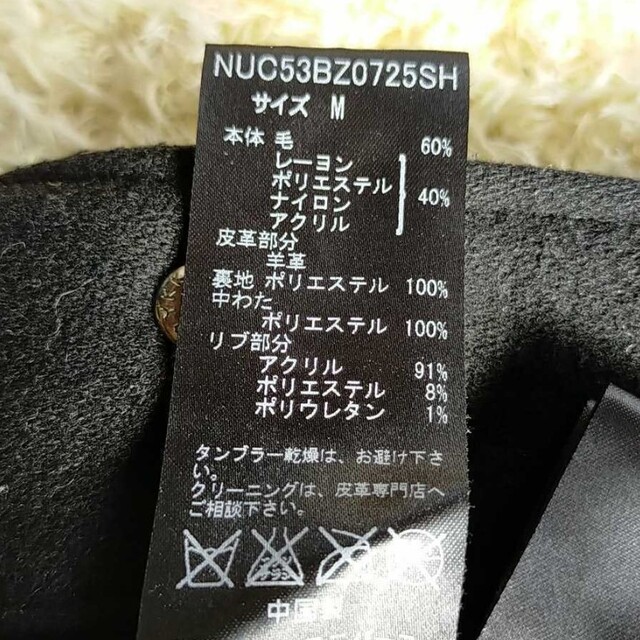 NUC53BZ0725SH
サイズ M
本体 毛 60%
レーヨン
ポリエステル 40%
ナイロン
アクリル
皮革部分
羊革
裏地 ポリエステル 100%
中わた
ポリエステル 100%
リブ部分
アクリル 91%
ポリエステル 8%
ポリウレタン 1%
タンブラー乾燥は、お避け下さ
い。
クリーニングは、皮革専門店へ
ご相談下さい。
中国